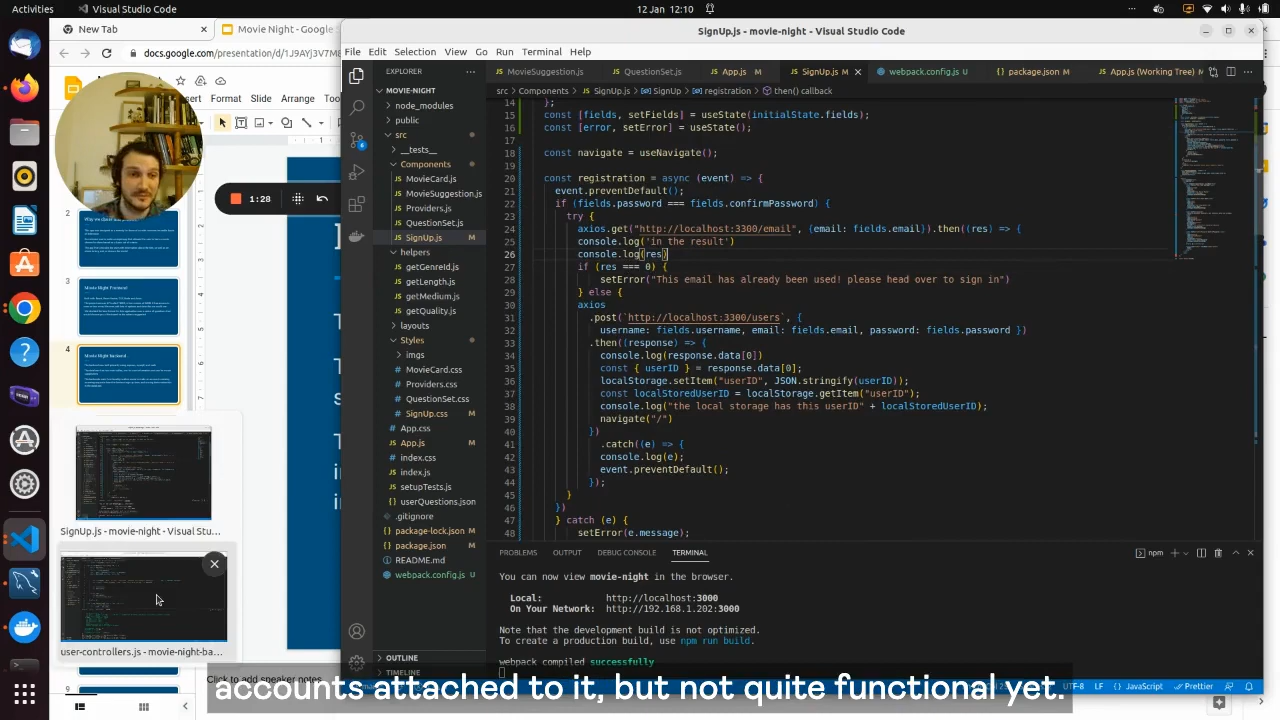 Activities
Visual Studio Code
12 Jan 12:10
New Tab
Movie Night - Google
docs.google.com/presentation/d/1J9AYj3V7M8
Insert Format Slide Arrange Tools
1:28
2
3
4
Movie Night Frontend
Movie Night Backend
SignUp.js - movie-night - Visual Stu...
user-controllers.js - movie-night-ba...
9
Click to add speaker notes
SignUp.js - movie-night - Visual Studio Code
File Edit Selection View Go Run Terminal Help
EXPLORER
MOVIE-NIGHT
node_modules
public
src
__tests__
Components
MovieCard.js
MovieSuggestion.js
Providers.js
QuestionSet.js
SignUp.js M
helpers
getGenreId.js
getLength.js
getMedium.js
getQuality.js
layouts
Styles
imgs
MovieCard.css
Providers.css
QuestionSet.css
SignUp.css M
App.css
App.js M
index.css
index.js
setupTests.js
userQuestions.json
.gitignore
package-lock.json M
package.json M
README.md
webpack.config.js U
OUTLINE
TIMELINE
MovieSuggestion.js QuestionSet.js App.js M SignUp.js M webpack.config.js U package.json M App.js (Working Tree) M
src > Components > SignUp.js > SignUp > registration > then() callback
14 };
15 const [fields, setFields] = useState(initialState.fields);
16 const [error, setError] = useState();
17
18 const navigate = useNavigate();
19
20 const registration = async (event) => {
21 event.preventDefault();
22 if (fields.password === fields.confirmPassword) {
23 try {
24 axios.get("http://localhost:3300/email", {email: fields.email}).then((res) => {
25 console.log('in the result')
26 console.log(res)
27 if (res === 0) {
28 setError("This email has already been used! please head over to sign in")
29 } else {
30 axios
31 .post(`http://localhost:3300/users`, {
32 username: fields.username, email: fields.email, password: fields.password })
33 .then((response) => {
34 console.log(response.data[0])
35 const { userID } = response.data[0];
36 localStorage.setItem("userID", JSON.stringify(userID));
37 const localStoredUserID = localStorage.getItem("userID");
38 console.log("the local storage has this userID" + localStoredUserID);
39 navigate("/")
40 })
41 .catch((e) => {
42 console.log(e);
43 event.preventDefault();
44 });
45 }
46 })
47 } catch (e) {
48 setError(e.message);
PROBLEMS OUTPUT DEBUG CONSOLE TERMINAL
npm
You can now view movie-night in the browser.
Local: http://localhost:3000
On Your Network: http://192.168.1.202:3000
Note that the development build is not optimized.
To create a production build, use npm run build.
webpack compiled successfully
UTF-8 LF JavaScript Prettier
accounts attached to it, but not quite functional yet.